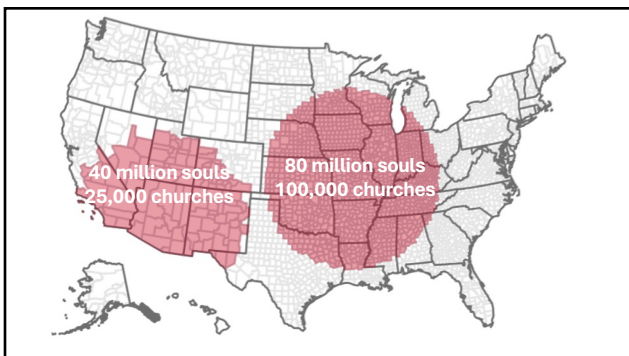 40 million souls
25,000 churches
80 million souls
100,000 churches